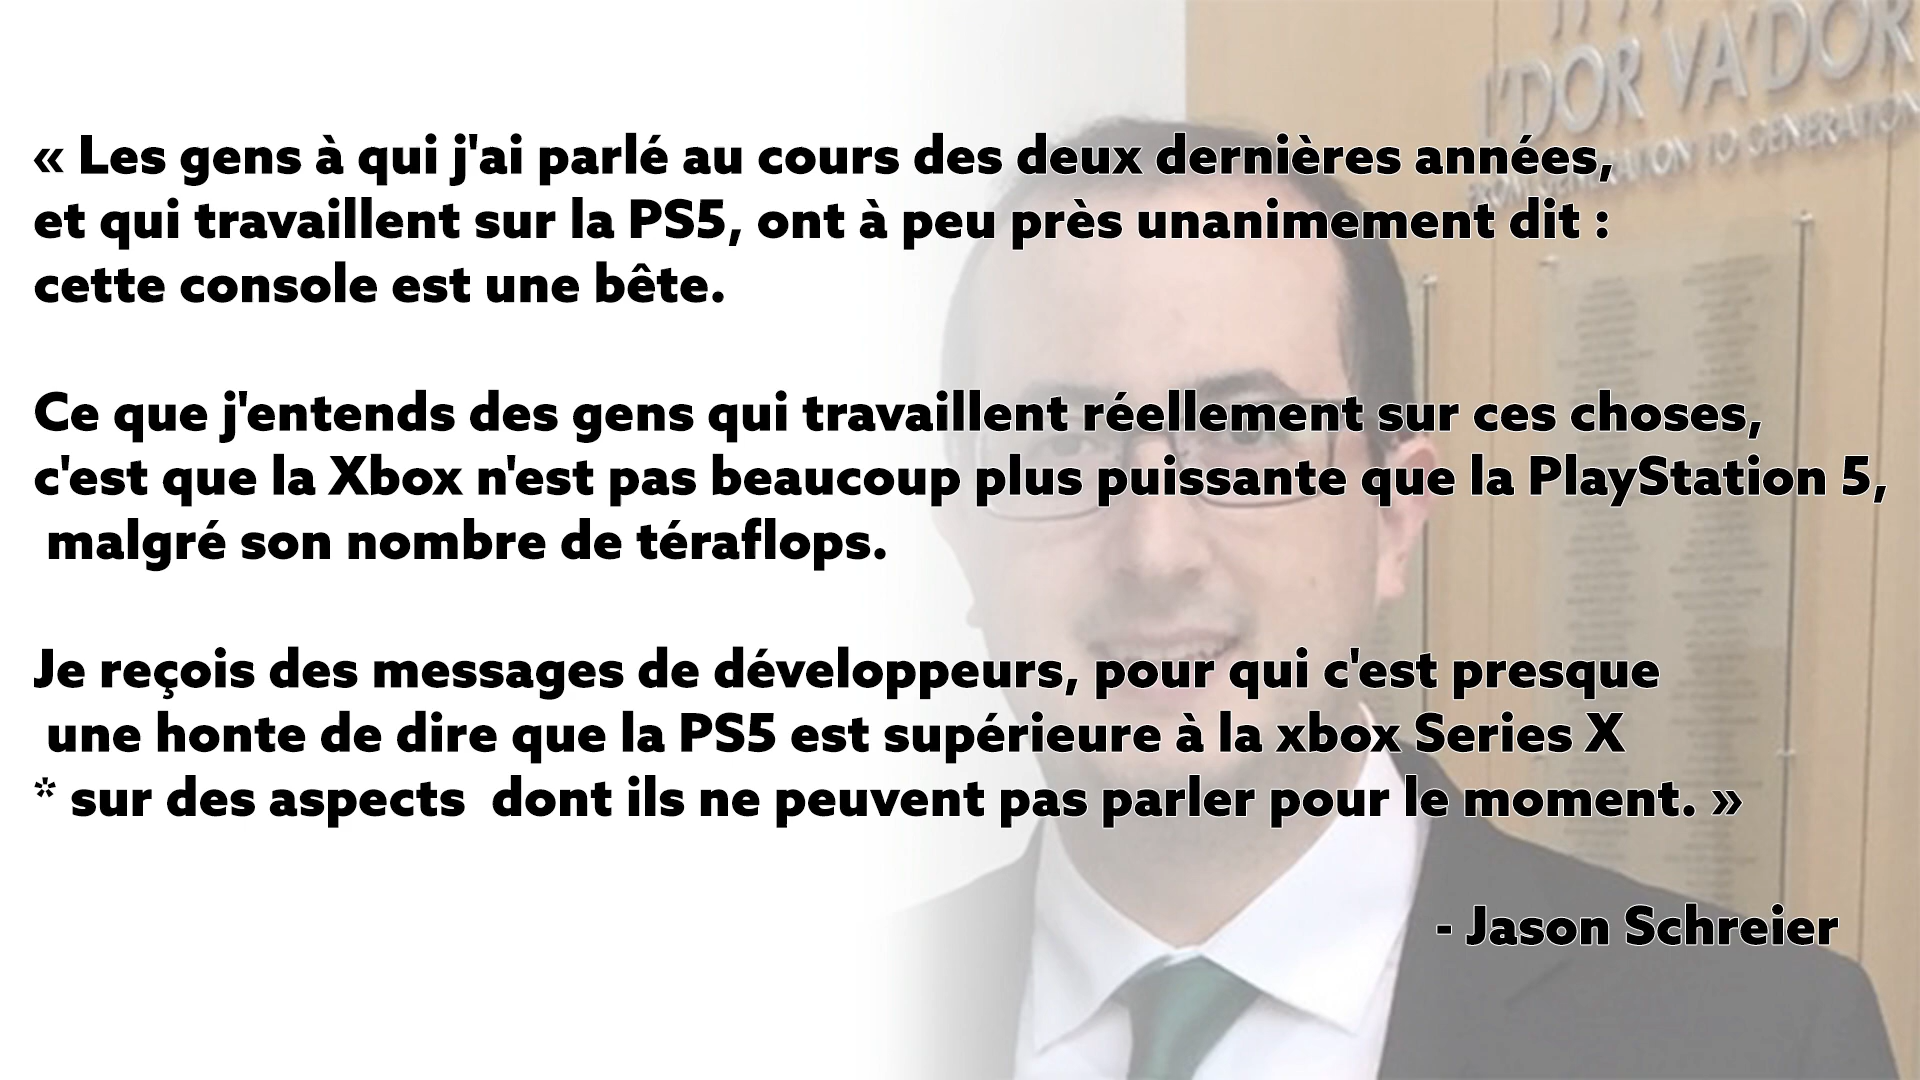 L'DOR VA'DOR
FROM GENERATION TO GENERATION
« Les gens à qui j'ai parlé au cours des deux dernières années,
et qui travaillent sur la PS5, ont à peu près unanimement dit :
cette console est une bête.
Ce que j'entends des gens qui travaillent réellement sur ces choses,
c'est que la Xbox n'est pas beaucoup plus puissante que la PlayStation 5,
malgré son nombre de téraflops.
Je reçois des messages de développeurs, pour qui c'est presque
une honte de dire que la PS5 est supérieure à la xbox Series X
* sur des aspects dont ils ne peuvent pas parler pour le moment. »
- Jason Schreier